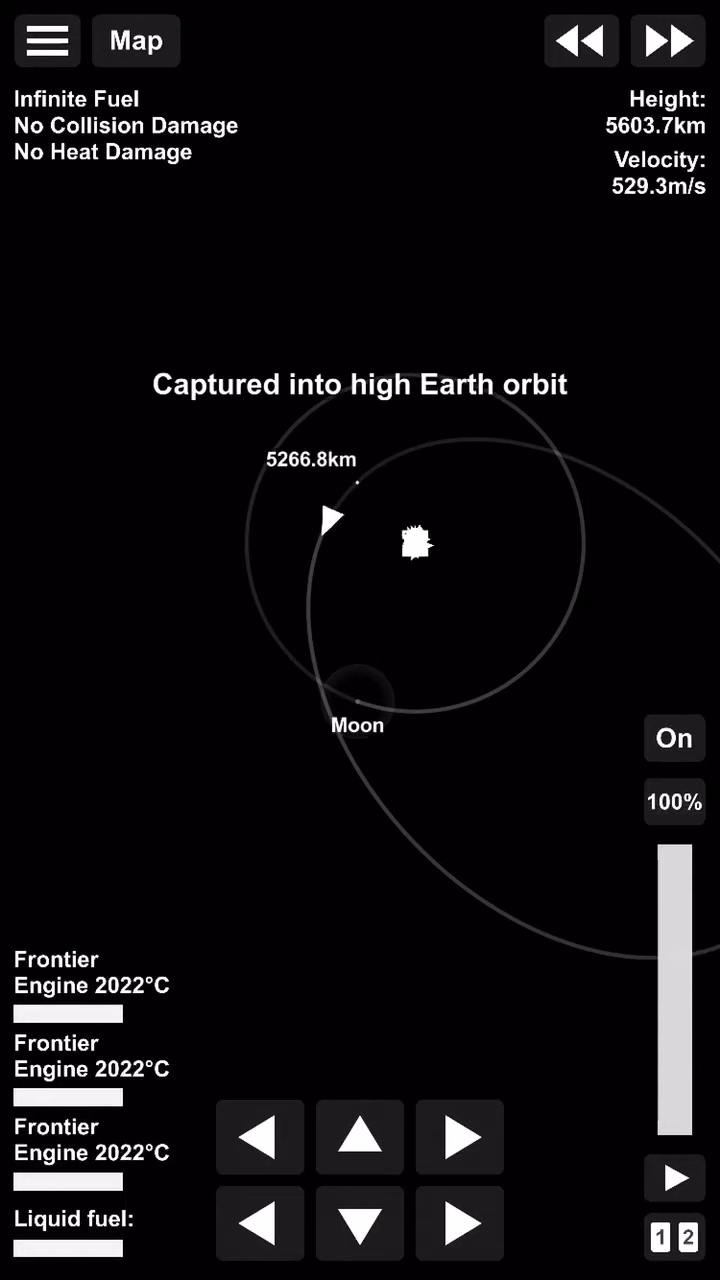 Map
Infinite Fuel
No Collision Damage
No Heat Damage
Height:
5603.7km
Velocity:
529.3m/s
Captured into high Earth orbit
5266.8km
Moon
On
100%
Frontier
Engine 2022°C
Frontier
Engine 2022°C
Frontier
Engine 2022°C
Liquid fuel:
1 2